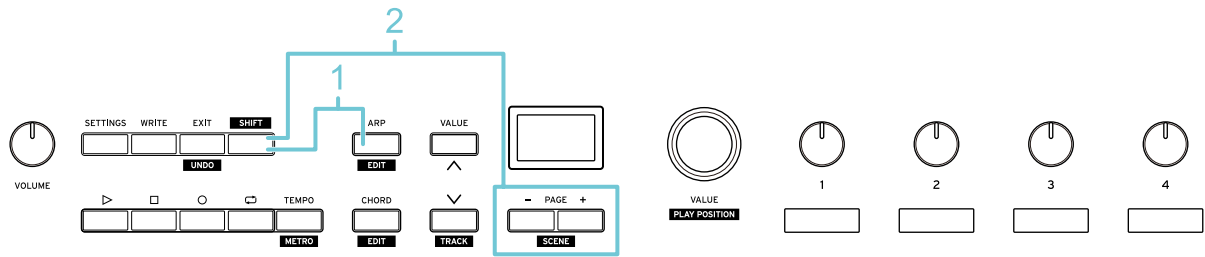 2
1
SETTINGS WRITE EXIT SHIFT ARP VALUE
UNDO EDIT
VOLUME
TEMPO CHORD - PAGE +
METRO EDIT TRACK SCENE
VALUE
PLAY POSITION
1 2 3 4